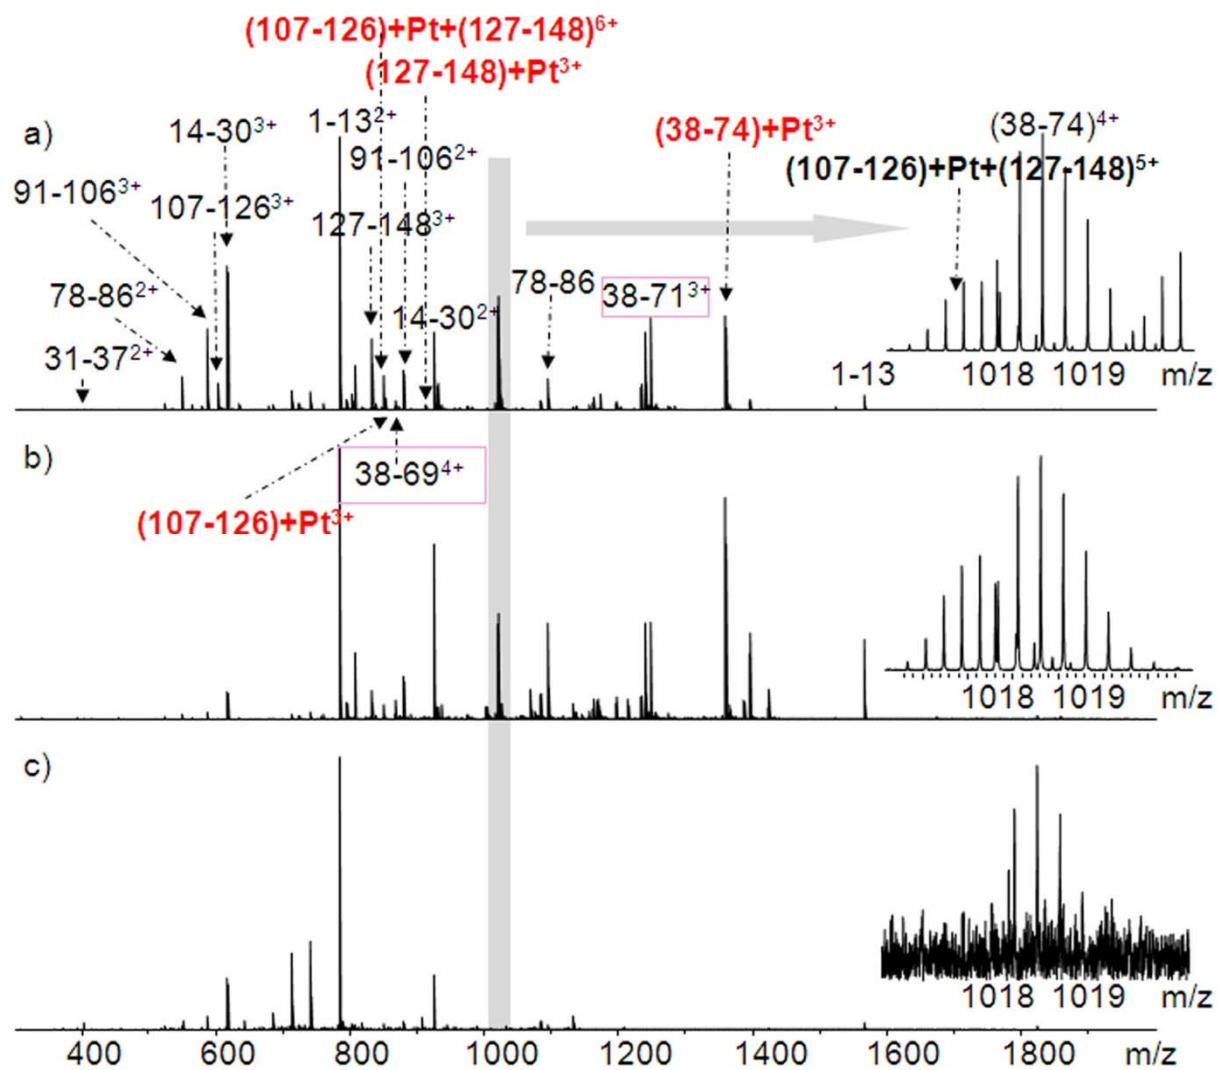 (107-126)+Pt+(127-148)⁶⁺
(127-148)+Pt³⁺
a)
14-30³⁺
1-13²⁺
(38-74)+Pt³⁺
(38-74)⁴⁺
91-106³⁺
107-126³⁺
91-106²⁺
(107-126)+Pt+(127-148)⁵⁺
127-148³⁺
78-86²⁺
14-30²⁺
78-86
38-71³⁺
31-37²⁺
1-13
1018 1019 m/z
b)
38-69⁴⁺
(107-126)+Pt³⁺
1018 1019 m/z
c)
1018 1019 m/z
400 600 800 1000 1200 1400 1600 1800 m/z